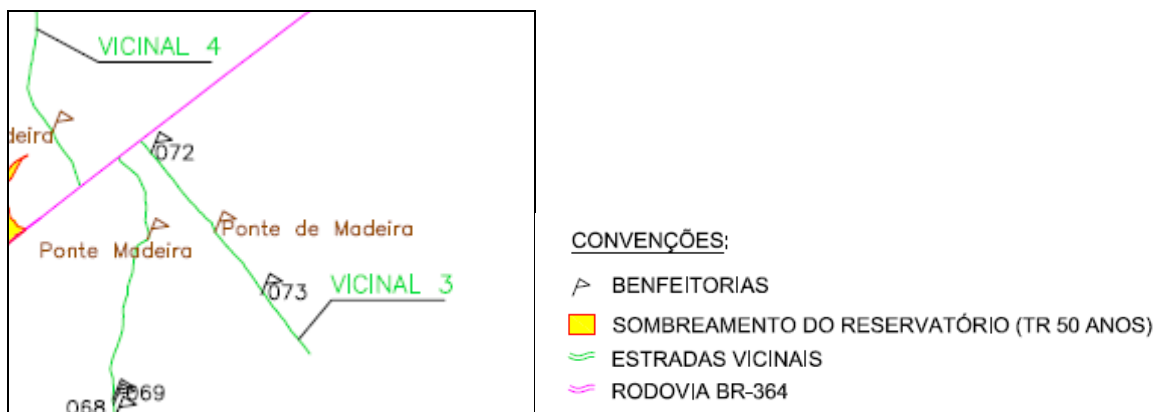 VICINAL 4
deira
072
Ponte de Madeira
Ponte Madeira
073
VICINAL 3
069
068
CONVENÇÕES:
BENFEITORIAS
SOMBREAMENTO DO RESERVATÓRIO (TR 50 ANOS)
ESTRADAS VICINAIS
RODOVIA BR-364